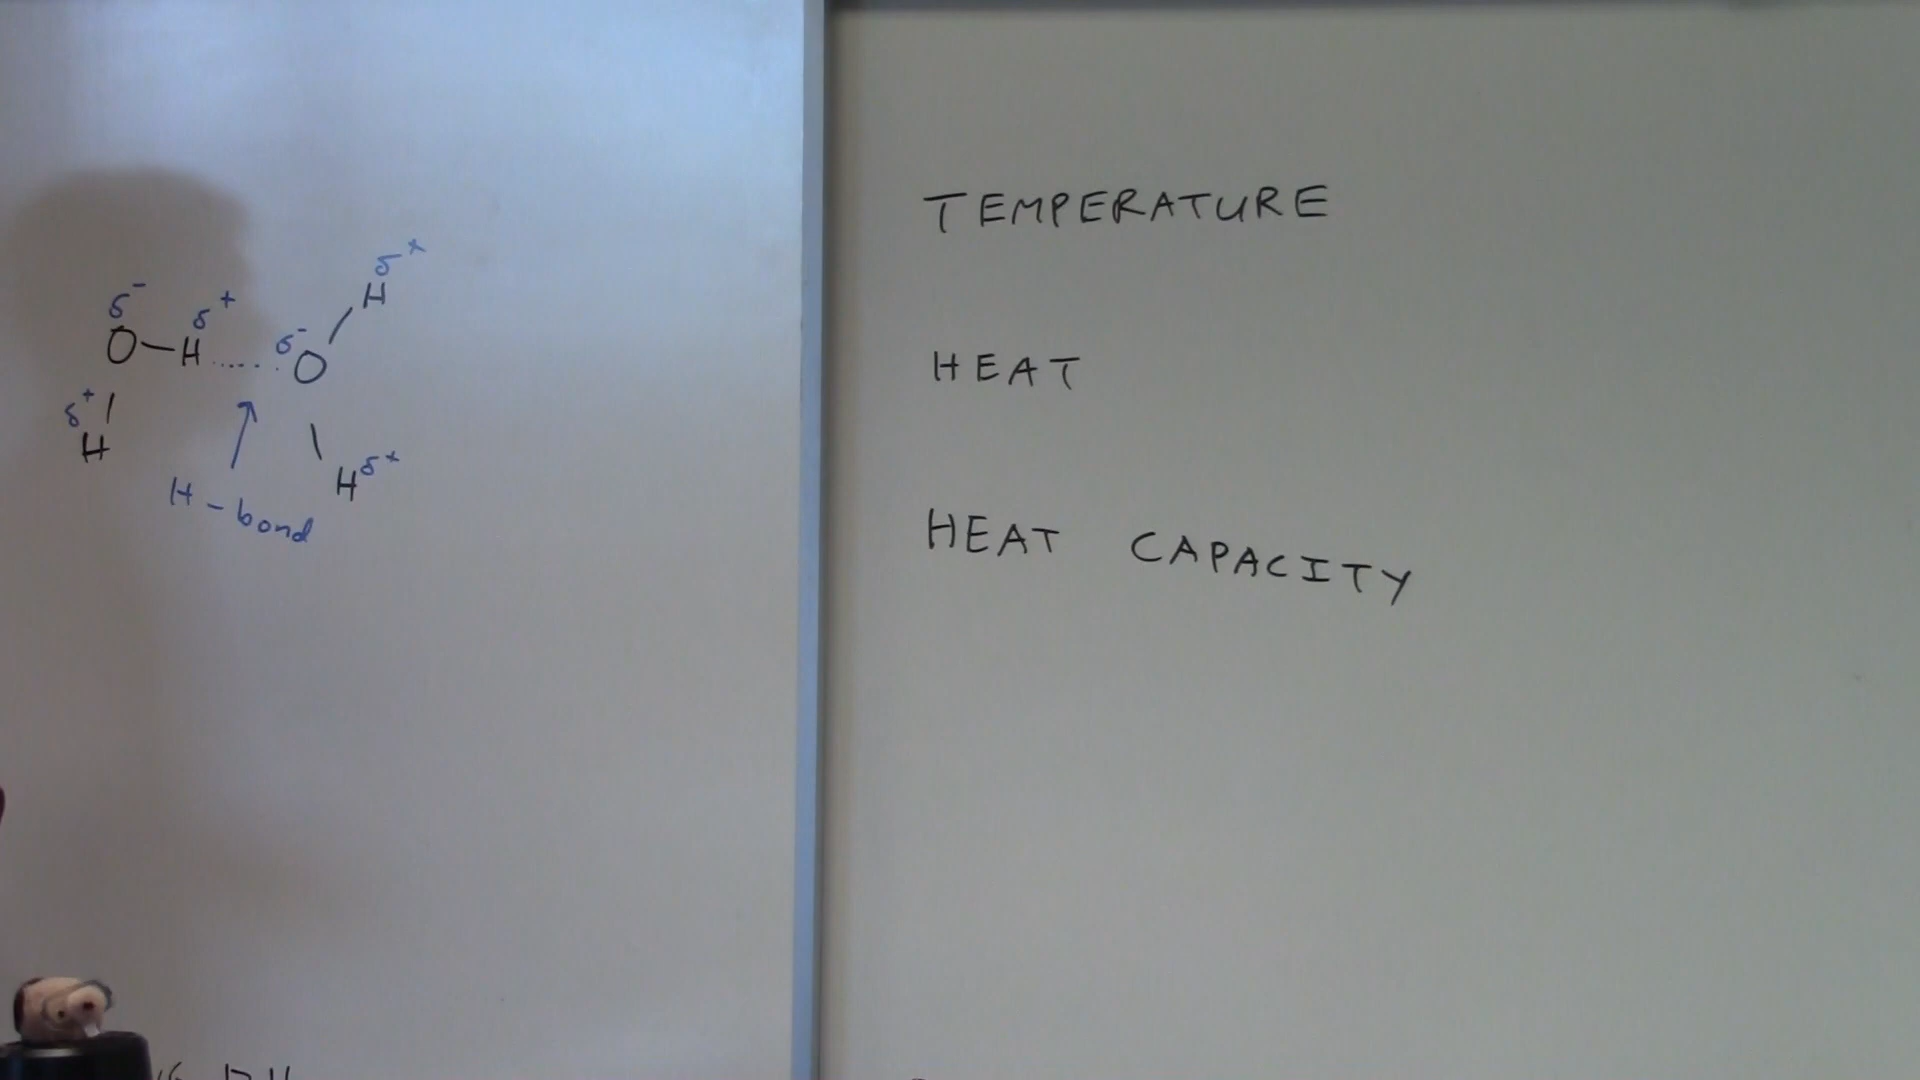 δ⁺
H
δ⁻ δ⁺
O—H ..... δ⁻ O
δ⁺
H
H δ⁺
H-bond
TEMPERATURE
HEAT
HEAT CAPACITY